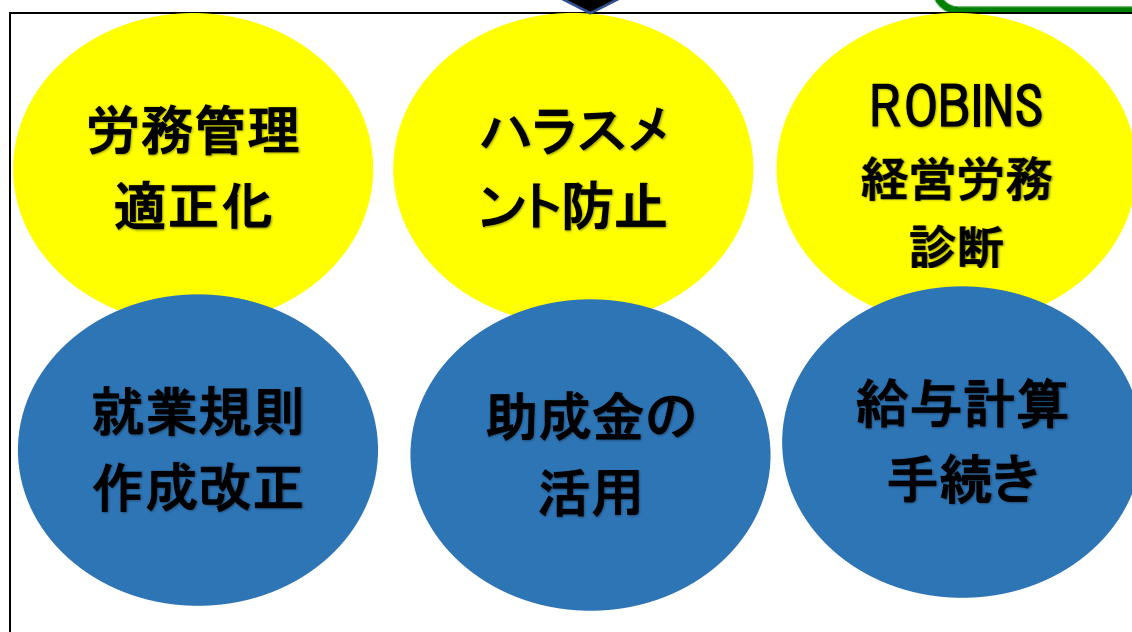 労務管理
適正化
ハラスメ
ント防止
ROBINS
経営労務
診断
就業規則
作成改正
助成金の
活用
給与計算
手続き